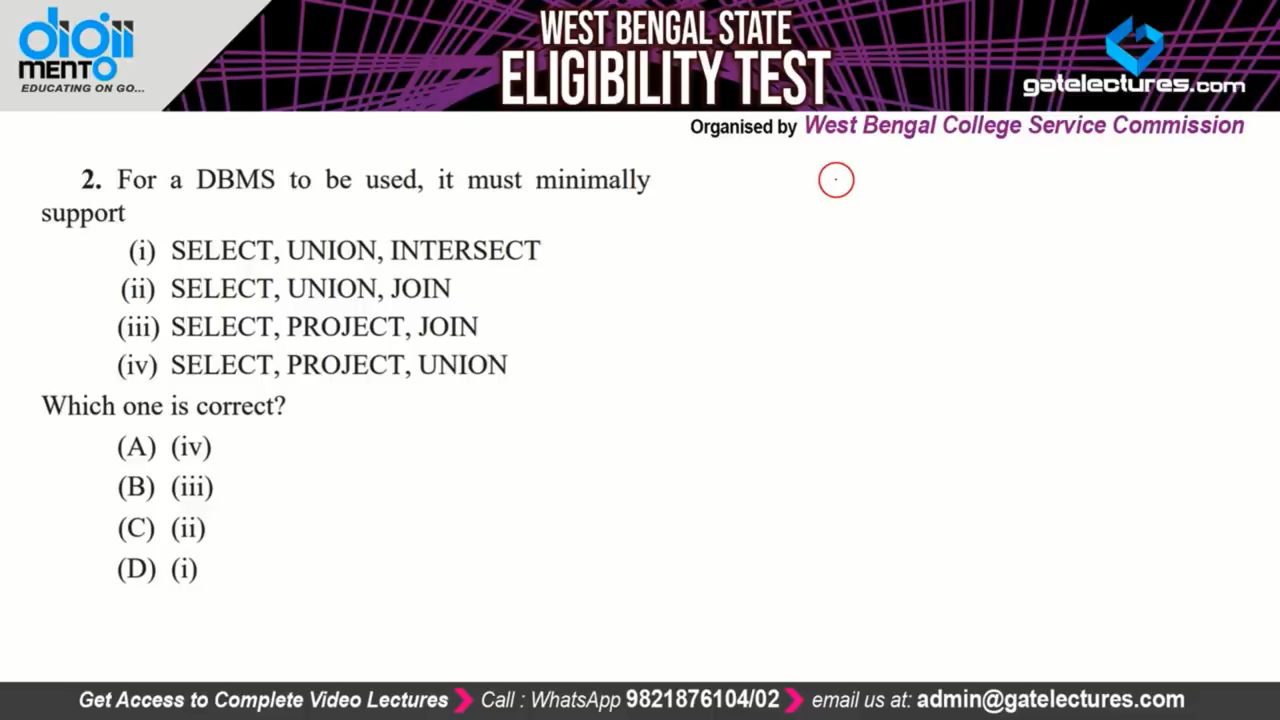 digii
MENTO
EDUCATING ON GO...
WEST BENGAL STATE
ELIGIBILITY TEST
gatelectures.com
Organised by West Bengal College Service Commission
2. For a DBMS to be used, it must minimally
support
(i) SELECT, UNION, INTERSECT
(ii) SELECT, UNION, JOIN
(iii) SELECT, PROJECT, JOIN
(iv) SELECT, PROJECT, UNION
Which one is correct?
(A) (iv)
(B) (iii)
(C) (ii)
(D) (i)
Get Access to Complete Video Lectures Call : WhatsApp 9821876104/02 email us at: admin@gatelectures.com